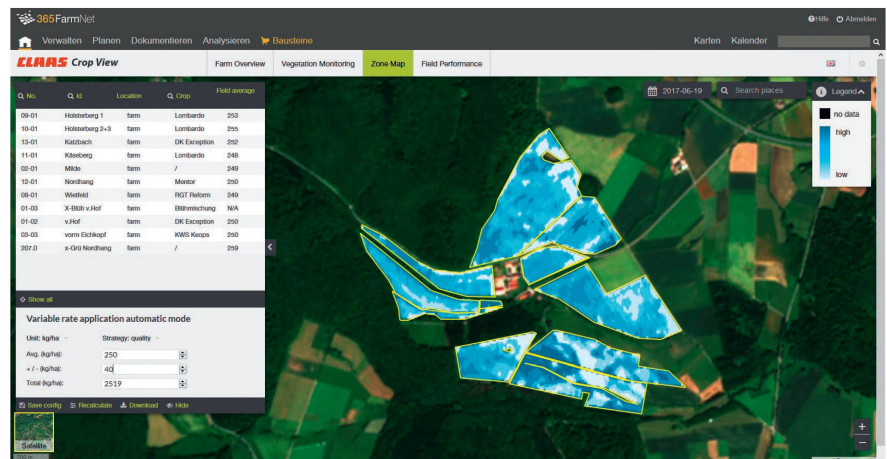 365FarmNet
Hilfe Abmelden
Verwalten Planen Dokumentieren Analysieren Bausteine
Karten Kalender
CLAAS Crop View
Farm Overview Vegetation Monitoring Zone Map Field Performance
No. Id Location Crop Field average
09-01 Holsterberg 1 farm Lombardo 253
10-01 Holsterberg 2+3 farm Lombardo 255
13-01 Katzbach farm DK Exception 252
11-01 Käseberg farm Lombardo 248
02-01 Milde farm / 249
12-01 Nordhang farm Mentor 250
08-01 Wietfeld farm RGT Reform 249
01-03 X-Blüh v.Hof farm Blühmischung N/A
01-02 v.Hof farm DK Exception 250
03-03 vorm Eichkopf farm KWS Keops 250
207.0 x-Grü Nordhang farm / 259
2017-06-19
Search places
Legend
no data
high
low
Show all
Variable rate application automatic mode
Unit: kg/ha Strategy: quality
Avg. (kg/ha): 250
+ / - (kg/ha): 40
Total (kg/ha): 2519
Save config Recalculate Download Hide
Satellite
+
−